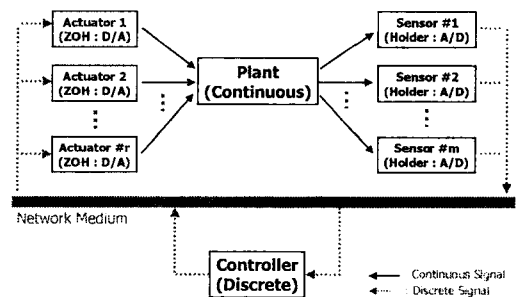 Actuator 1
(ZOH : D/A)
Actuator 2
(ZOH : D/A)
Actuator #r
(ZOH : D/A)
Plant
(Continuous)
Sensor #1
(Holder : A/D)
Sensor #2
(Holder : A/D)
Sensor #m
(Holder : A/D)
Network Medium
Controller
(Discrete)
Continuous Signal
: Discrete Signal